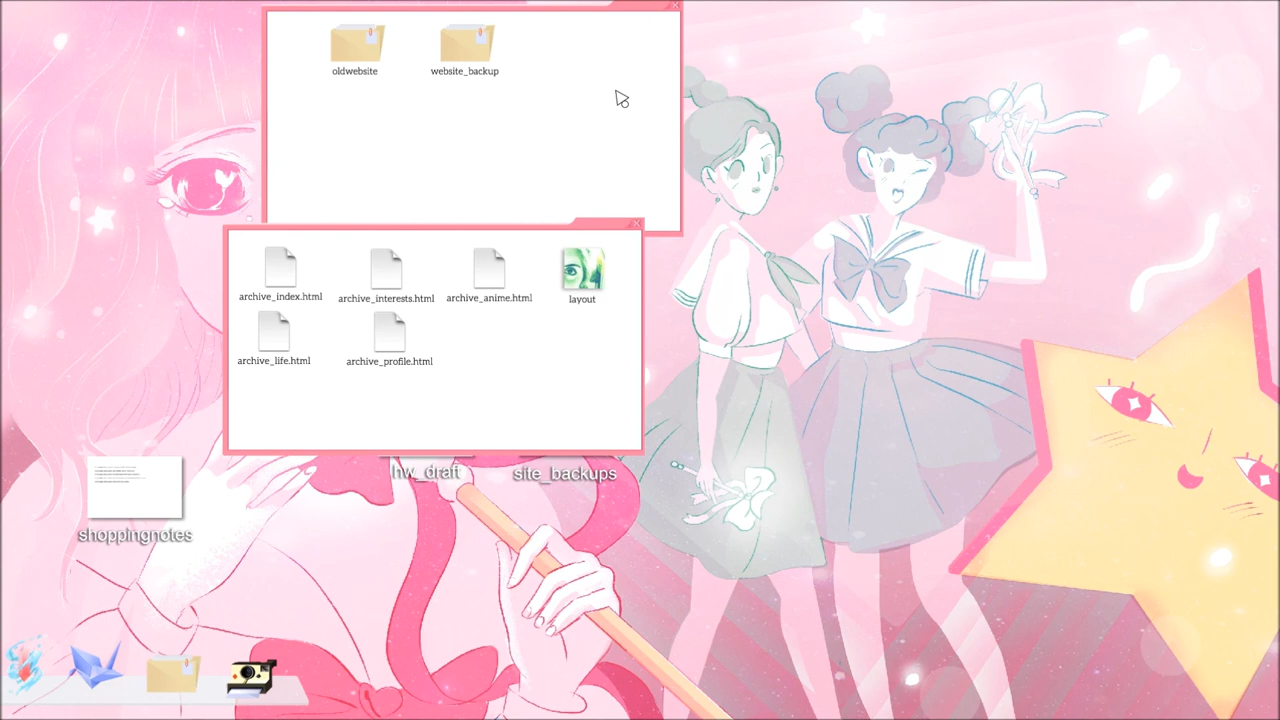 oldwebsite
website_backup
archive_index.html
archive_interests.html
archive_anime.html
layout
archive_life.html
archive_profile.html
hw_draft
site_backups
shoppingnotes